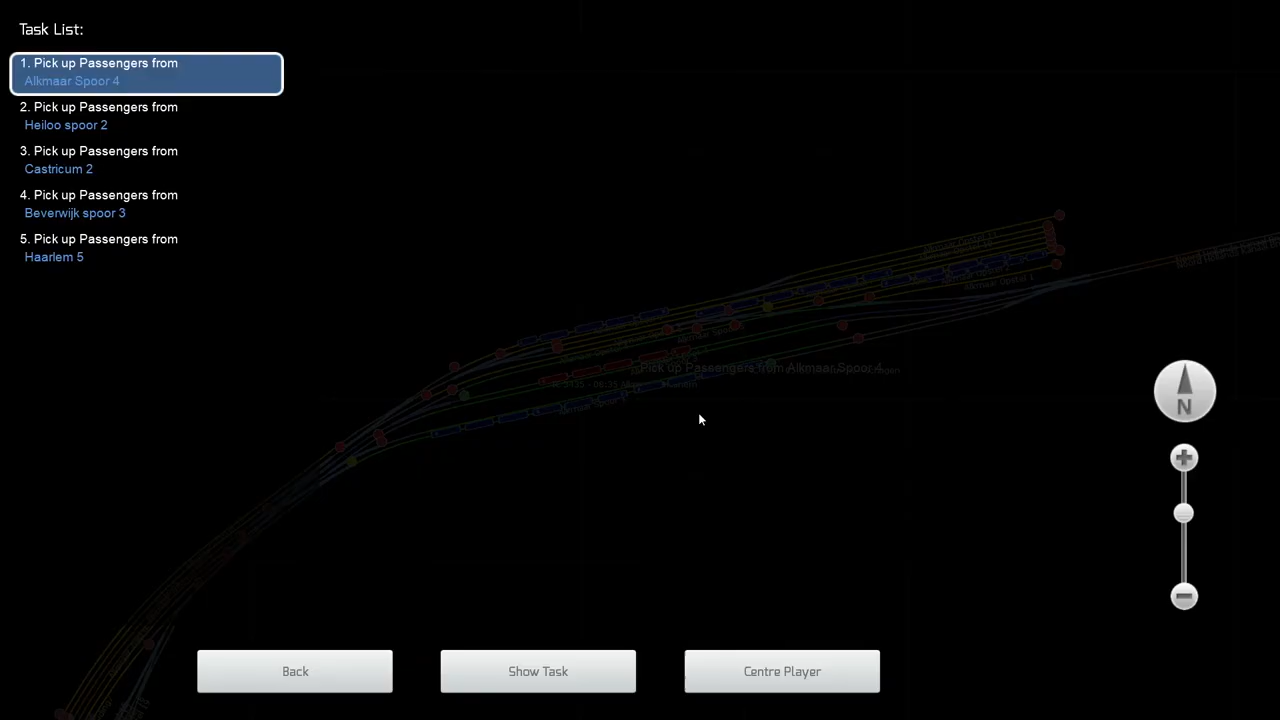 Task List:
1. Pick up Passengers from
Alkmaar Spoor 4
2. Pick up Passengers from
Heiloo spoor 2
3. Pick up Passengers from
Castricum 2
4. Pick up Passengers from
Beverwijk spoor 3
5. Pick up Passengers from
Haarlem 5
Pick up Passengers from Alkmaar Spoor 4
N
Back
Show Task
Centre Player